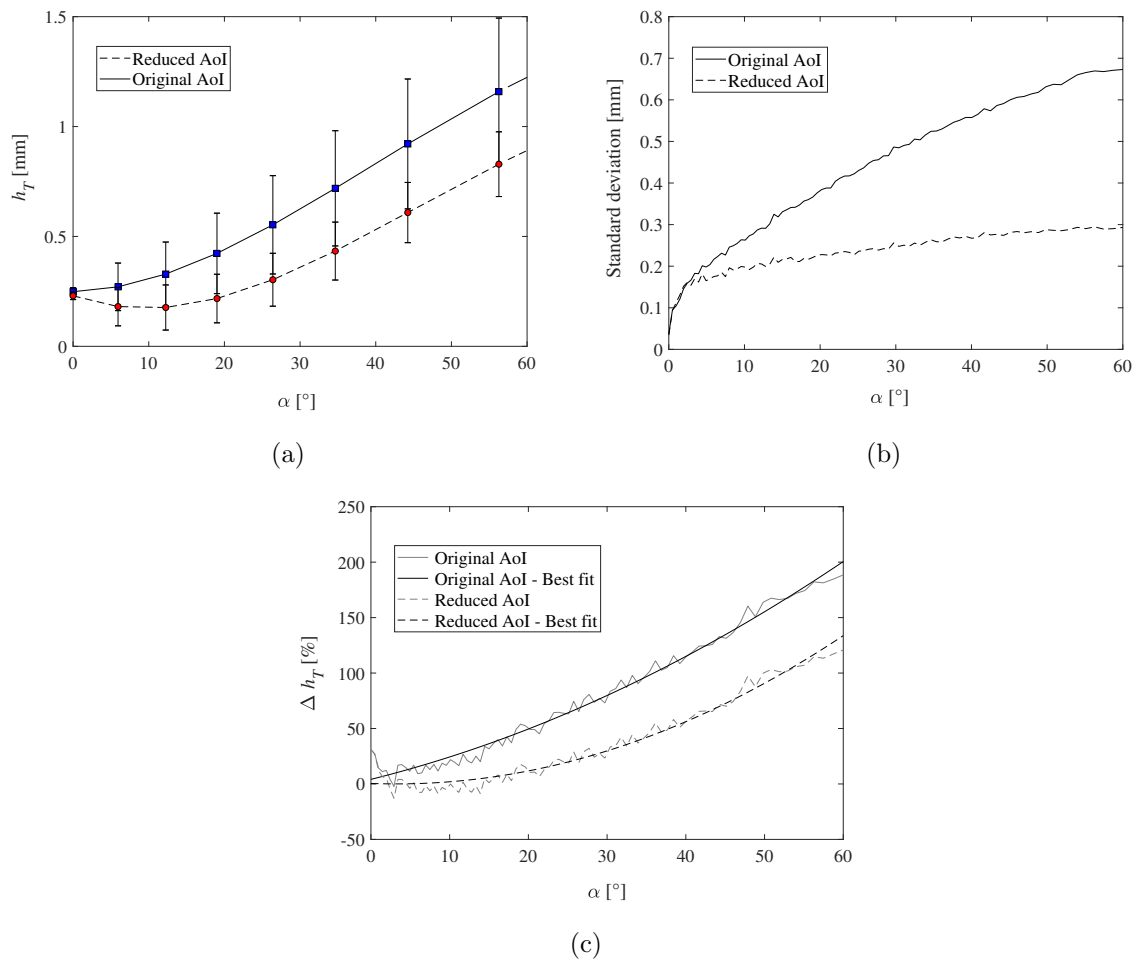 1.5
1
0.5
0
h_T [mm]
Reduced AoI
Original AoI
0 10 20 30 40 50 60
α [°]
(a)
0.8
0.7
0.6
0.5
0.4
0.3
0.2
0.1
0
Standard deviation [mm]
Original AoI
Reduced AoI
0 10 20 30 40 50 60
α [°]
(b)
250
200
150
100
50
0
-50
Δ h_T [%]
Original AoI
Original AoI - Best fit
Reduced AoI
Reduced AoI - Best fit
0 10 20 30 40 50 60
α [°]
(c)